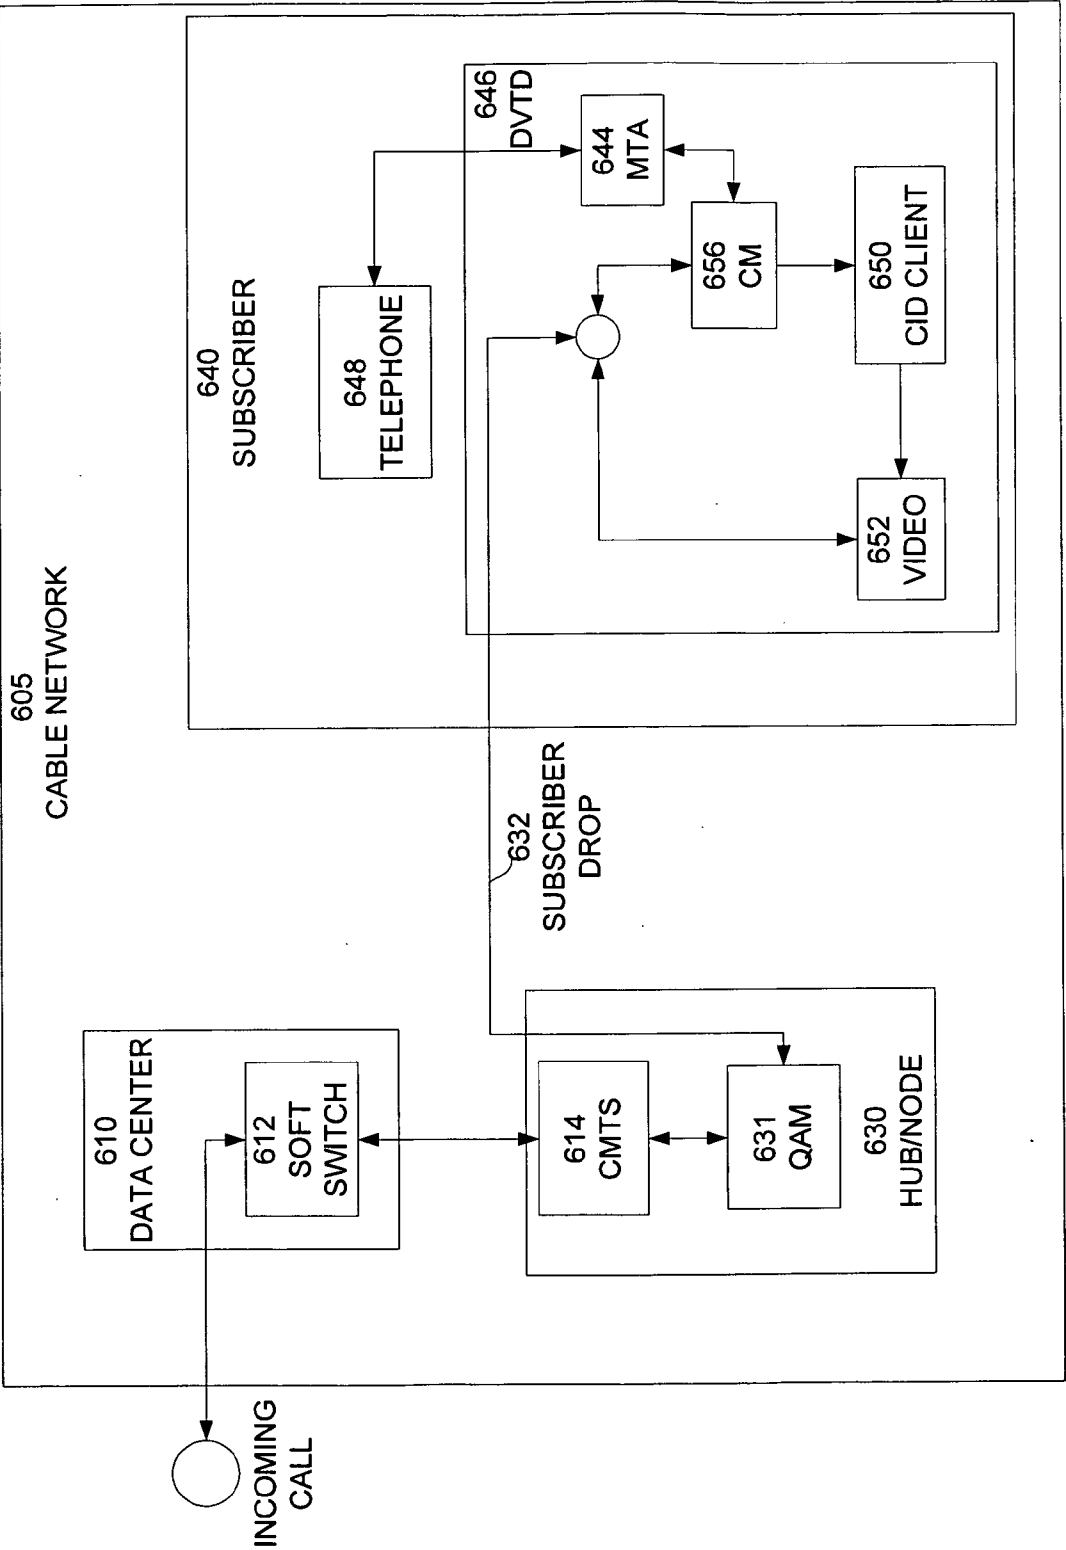 605
CABLE NETWORK
INCOMING
CALL
610
DATA CENTER
612
SOFT
SWITCH
614
CMTS
631
QAM
630
HUB/NODE
632
SUBSCRIBER
DROP
640
SUBSCRIBER
648
TELEPHONE
646
DVTD
644
MTA
656
CM
650
CID CLIENT
652
VIDEO